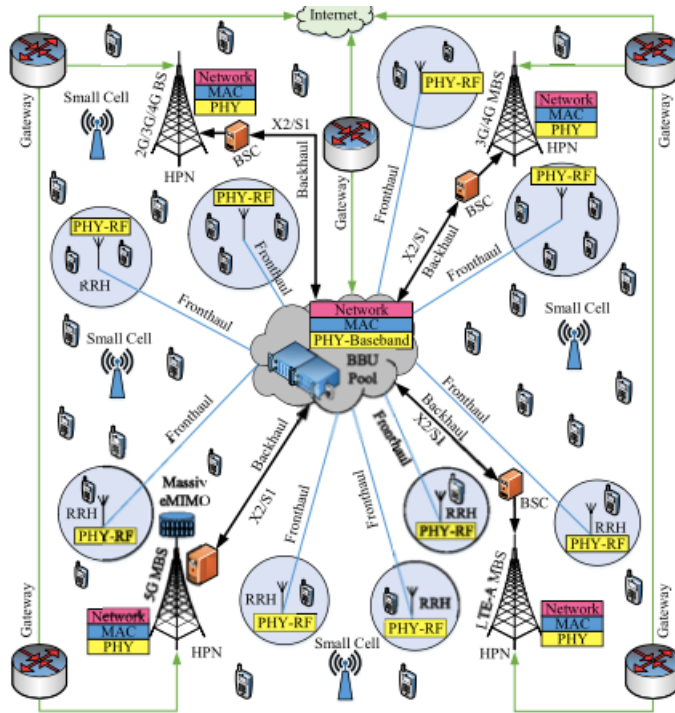 Internet
Gateway
Small Cell
2G/3G/4G BS
Network
MAC
PHY
HPN
BSC
X2/S1
Backhaul
Gateway
Fronthaul
PHY-RF
3G/4G MBS
Network
MAC
PHY
HPN
BSC
X2/S1
Backhaul
Gateway
PHY-RF
RRH
Fronthaul
PHY-RF
Fronthaul
PHY-RF
Fronthaul
Small Cell
Network
MAC
PHY-Baseband
BBU
Pool
Small Cell
Fronthaul
RRH
PHY-RF
Massiv
eMIMO
5G MBS
Network
MAC
PHY
HPN
Backhaul
X2/S1
Fronthaul
PHY-RF
Fronthaul
RRH
PHY-RF
Fronthaul
RRH
PHY-RF
Backhaul
X2/S1
BSC
Fronthaul
RRH
PHY-RF
LTE-A MBS
Network
MAC
PHY
HPN
RRH
Small Cell
Gateway
Gateway